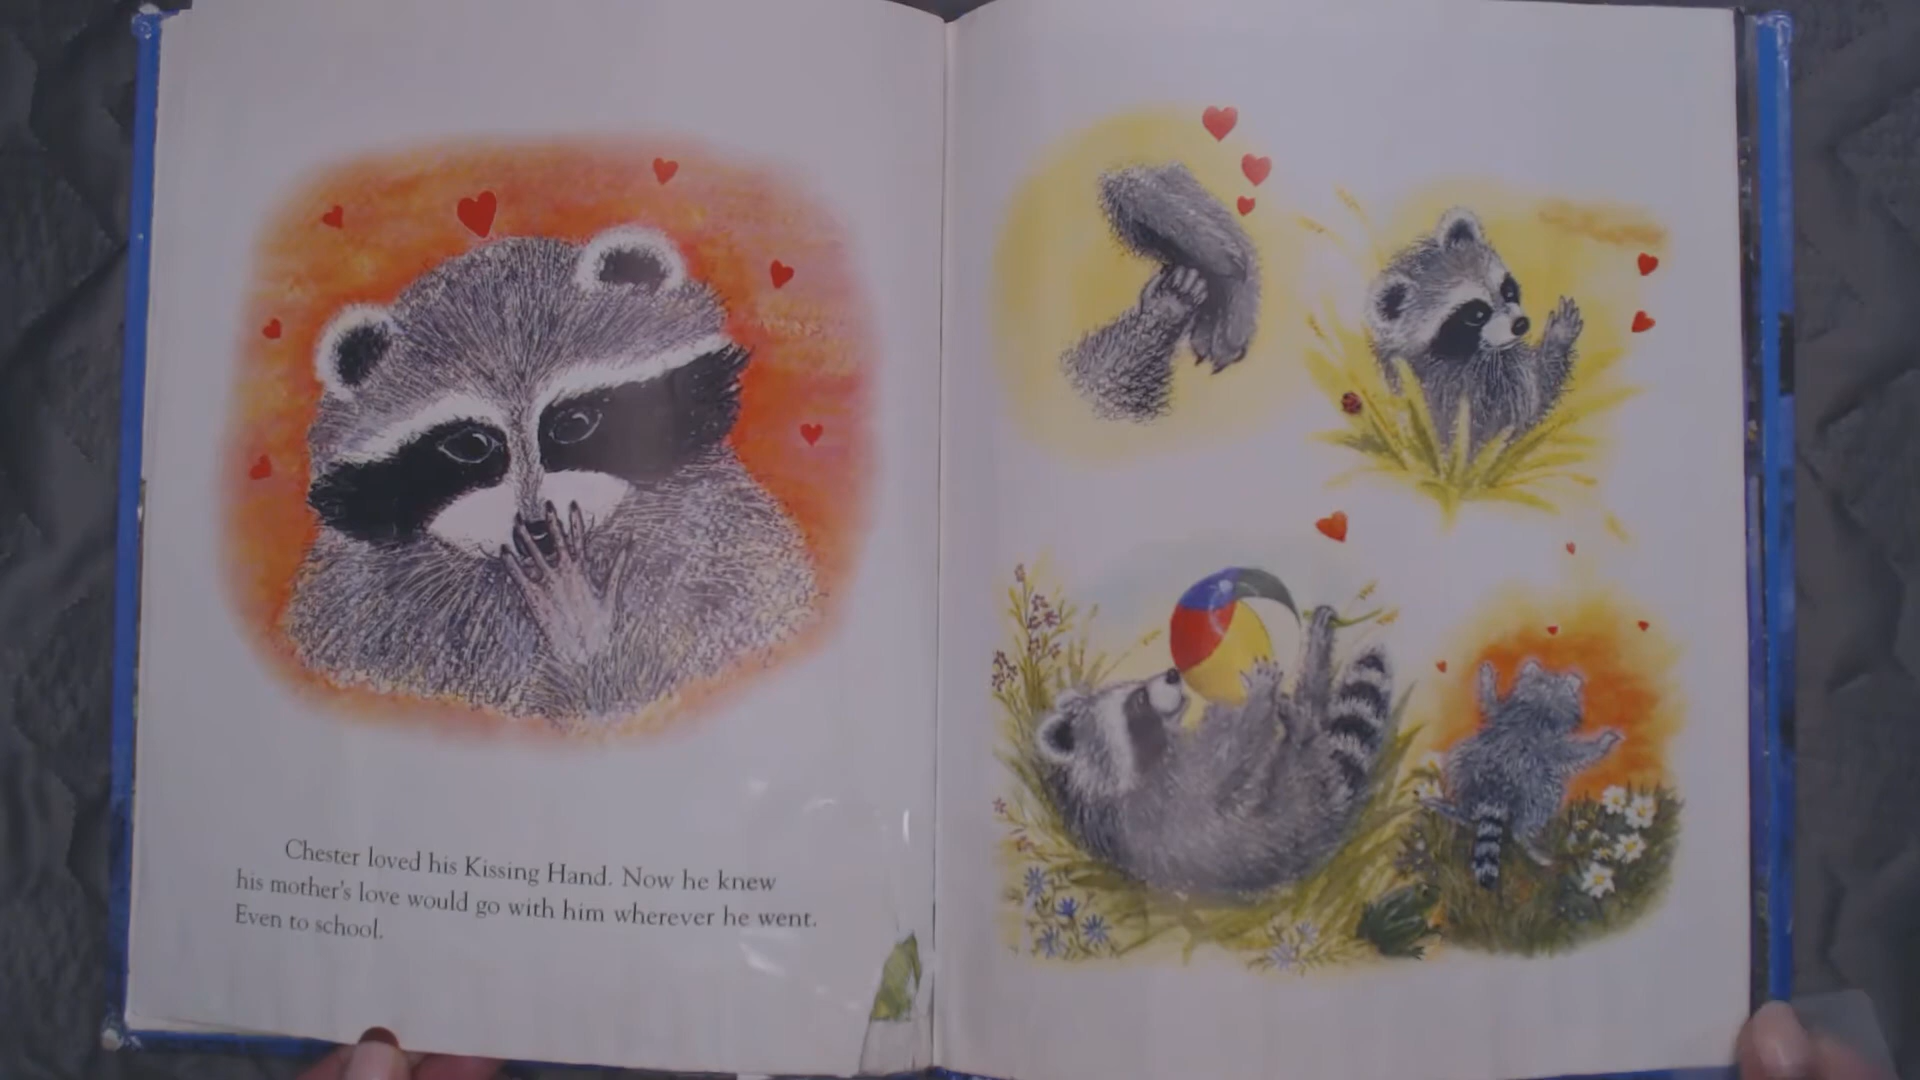 Chester loved his Kissing Hand. Now he knew
his mother's love would go with him wherever he went.
Even to school.